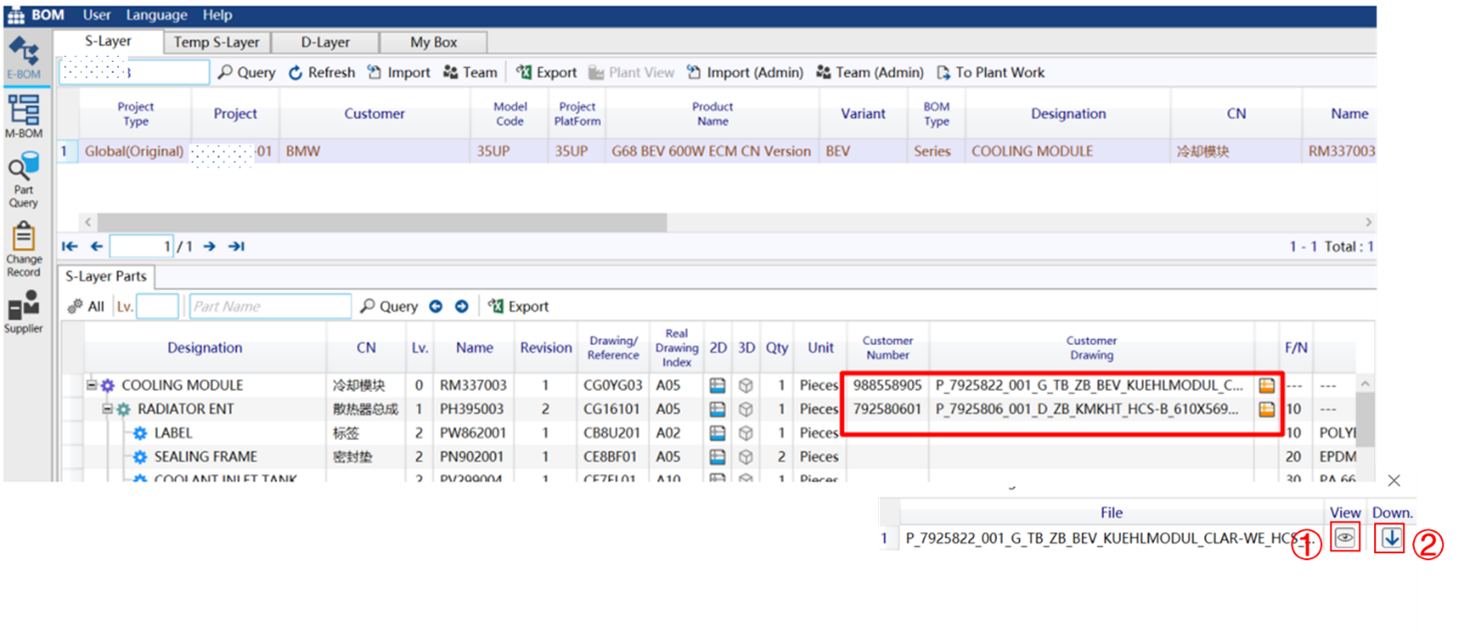 BOM User Language Help
S-Layer Temp S-Layer D-Layer My Box
E-BOM
Query Refresh Import Team Export Plant View Import (Admin) Team (Admin) To Plant Work
Project Type Project Customer Model Code Project PlatForm Product Name Variant BOM Type Designation CN Name
M-BOM
1 Global(Original) -01 BMW 35UP 35UP G68 BEV 600W ECM CN Version BEV Series COOLING MODULE 冷却模块 RM337003
Part Query
1 / 1 1 - 1 Total : 1
Change Record
S-Layer Parts
All Lv. Part Name Query Export
Supplier
Designation CN Lv. Name Revision Drawing/ Reference Real Drawing Index 2D 3D Qty Unit Customer Number Customer Drawing F/N
COOLING MODULE 冷却模块 0 RM337003 1 CG0YG03 A05 1 Pieces 988558905 P_7925822_001_G_TB_ZB_BEV_KUEHLMODUL_C... --- ---
RADIATOR ENT 散热器总成 1 PH395003 2 CG16101 A05 1 Pieces 792580601 P_7925806_001_D_ZB_KMKHT_HCS-B_610X569... 10 ---
LABEL 标签 2 PW862001 1 CB8U201 A02 1 Pieces 10 POLYI
SEALING FRAME 密封垫 2 PN902001 1 CE8BF01 A05 2 Pieces 20 EPDM
COOLANT INLET TANK 2 PV299004 1 CF7FL01 A10 1 Pieces 30 PA 66
File View Down.
1 P_7925822_001_G_TB_ZB_BEV_KUEHLMODUL_CLAR-WE_HCS_... ① ②